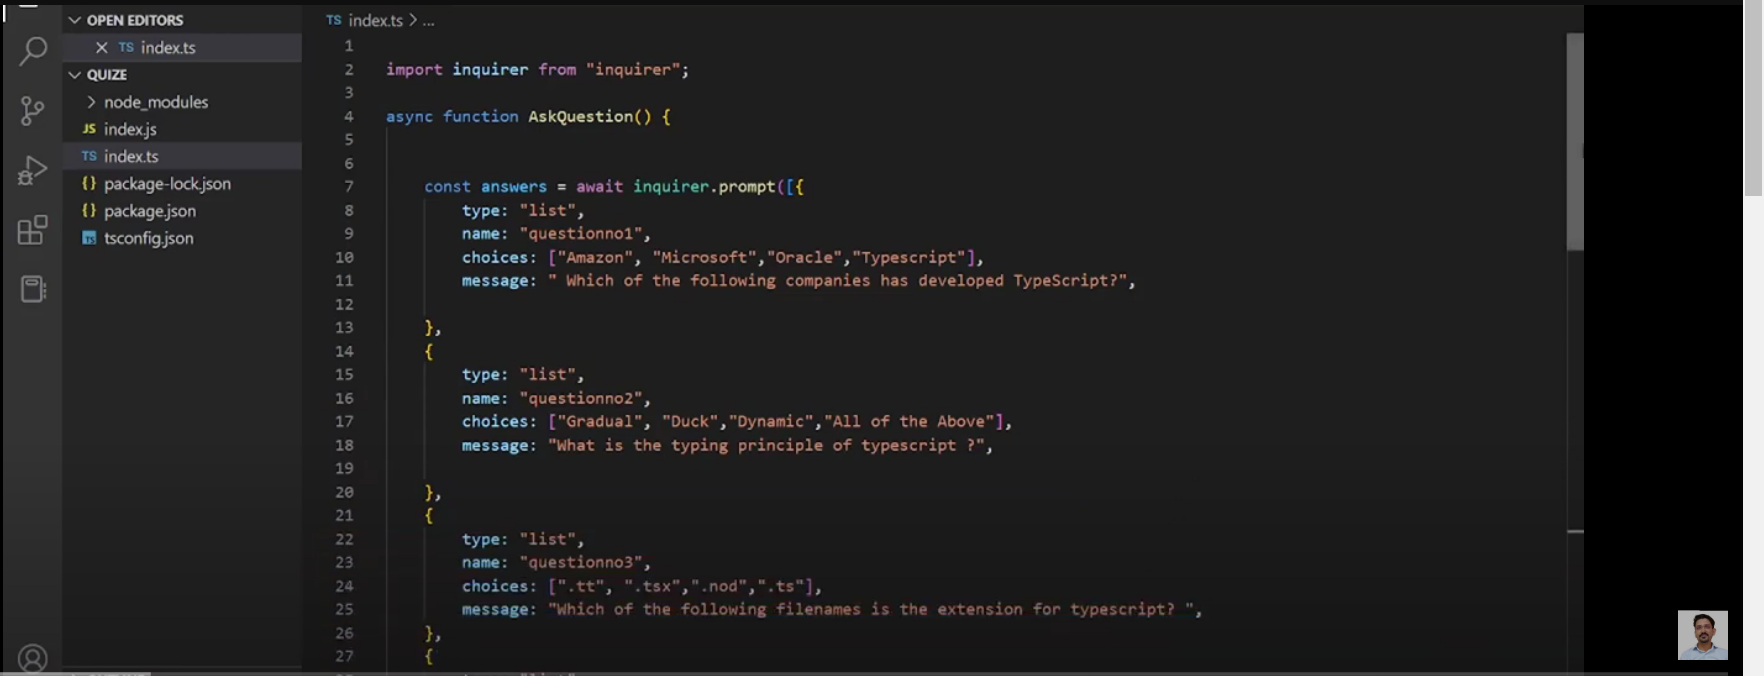 OPEN EDITORS
TS index.ts
QUIZE
node_modules
JS index.js
TS index.ts
{} package-lock.json
{} package.json
TS tsconfig.json
TS index.ts > ...
1
2 import inquirer from "inquirer";
3
4 async function AskQuestion() {
5
6
7 const answers = await inquirer.prompt([{
8 type: "list",
9 name: "questionno1",
10 choices: ["Amazon", "Microsoft","Oracle","Typescript"],
11 message: " Which of the following companies has developed TypeScript?",
12
13 },
14 {
15 type: "list",
16 name: "questionno2",
17 choices: ["Gradual", "Duck","Dynamic","All of the Above"],
18 message: "What is the typing principle of typescript ?",
19
20 },
21 {
22 type: "list",
23 name: "questionno3",
24 choices: [".tt", ".tsx",".nod",".ts"],
25 message: "Which of the following filenames is the extension for typescript? ",
26 },
27 {